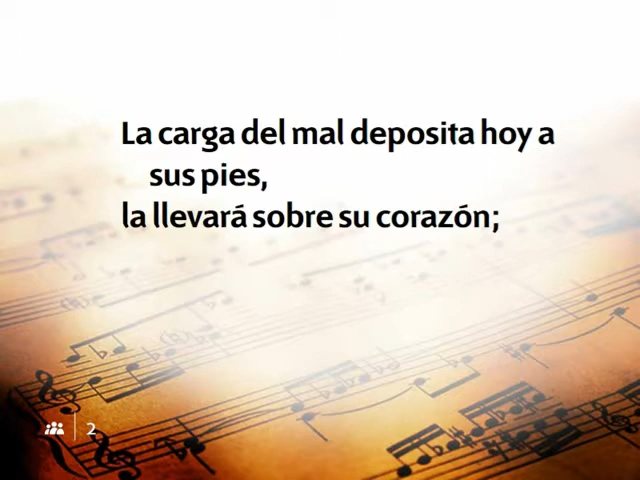 La carga del mal deposita hoy a
sus pies,
la llevará sobre su corazón;
2